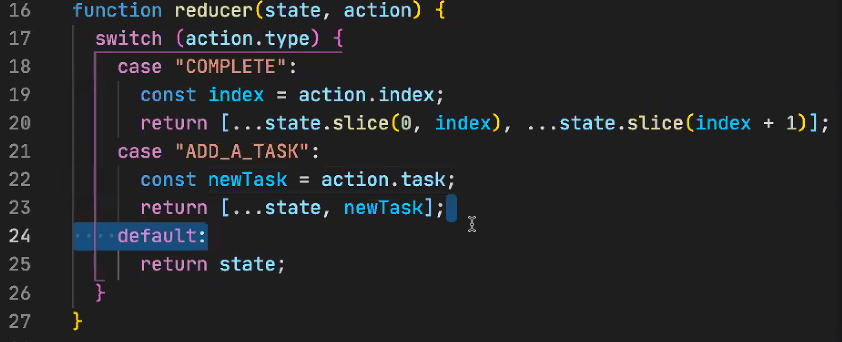 16 function reducer(state, action) {
17   switch (action.type) {
18     case "COMPLETE":
19       const index = action.index;
20       return [...state.slice(0, index), ...state.slice(index + 1)];
21     case "ADD_A_TASK":
22       const newTask = action.task;
23       return [...state, newTask];
24     default:
25       return state;
26   }
27 }